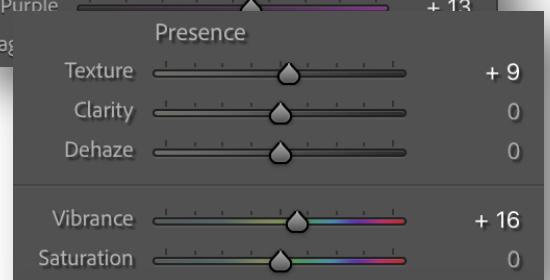 Purple + 13
Presence
Texture + 9
Clarity 0
Dehaze 0
Vibrance + 16
Saturation 0